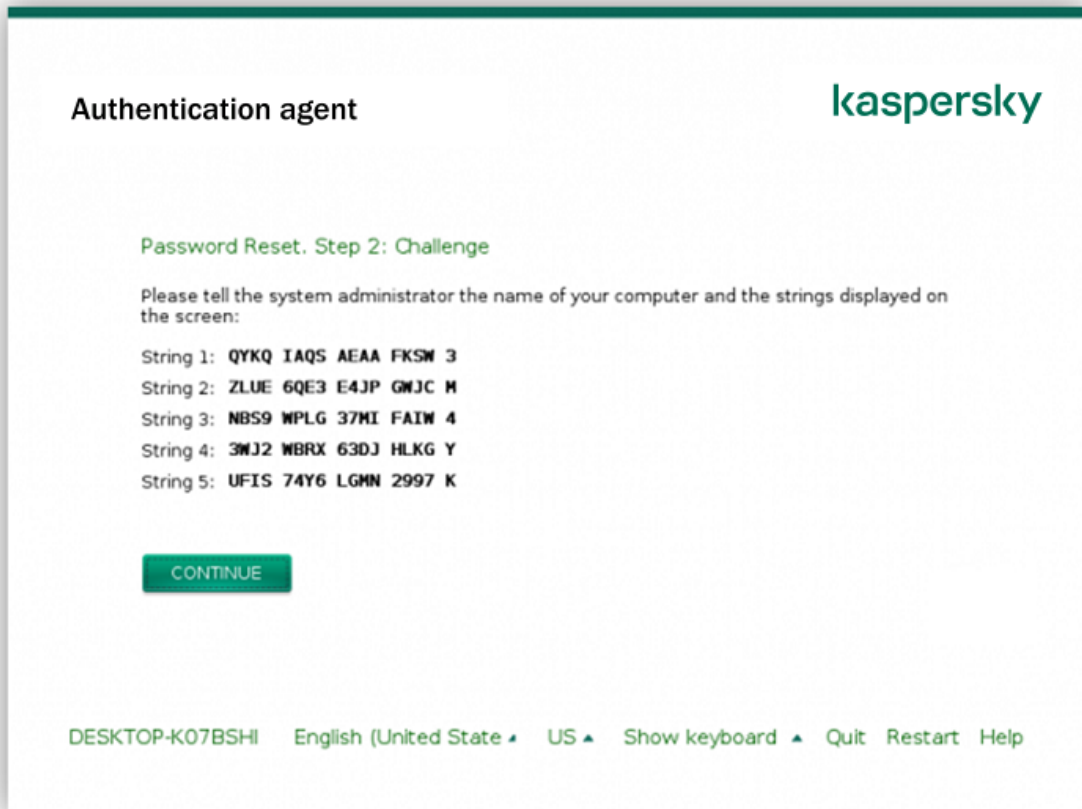 Authentication agent
kaspersky
Password Reset. Step 2: Challenge
Please tell the system administrator the name of your computer and the strings displayed on
the screen:
String 1: QYKQ IAQS AEAA FKSW 3
String 2: ZLUE 6QE3 E4JP GWJC M
String 3: NBS9 WPLG 37MI FAIW 4
String 4: 3WJ2 WBRX 63DJ HLKG Y
String 5: UFIS 74Y6 LGMN 2997 K
CONTINUE
DESKTOP-K07BSHI English (United State US Show keyboard Quit Restart Help